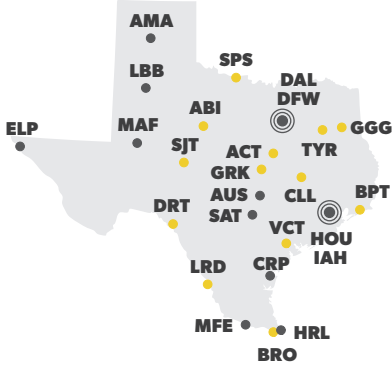 AMA
LBB
SPS
DAL
DFW
ABI
ELP
MAF
GGG
SJT
ACT
TYR
GRK
AUS
CLL
BPT
SAT
DRT
VCT
HOU
IAH
LRD
CRP
MFE
HRL
BRO